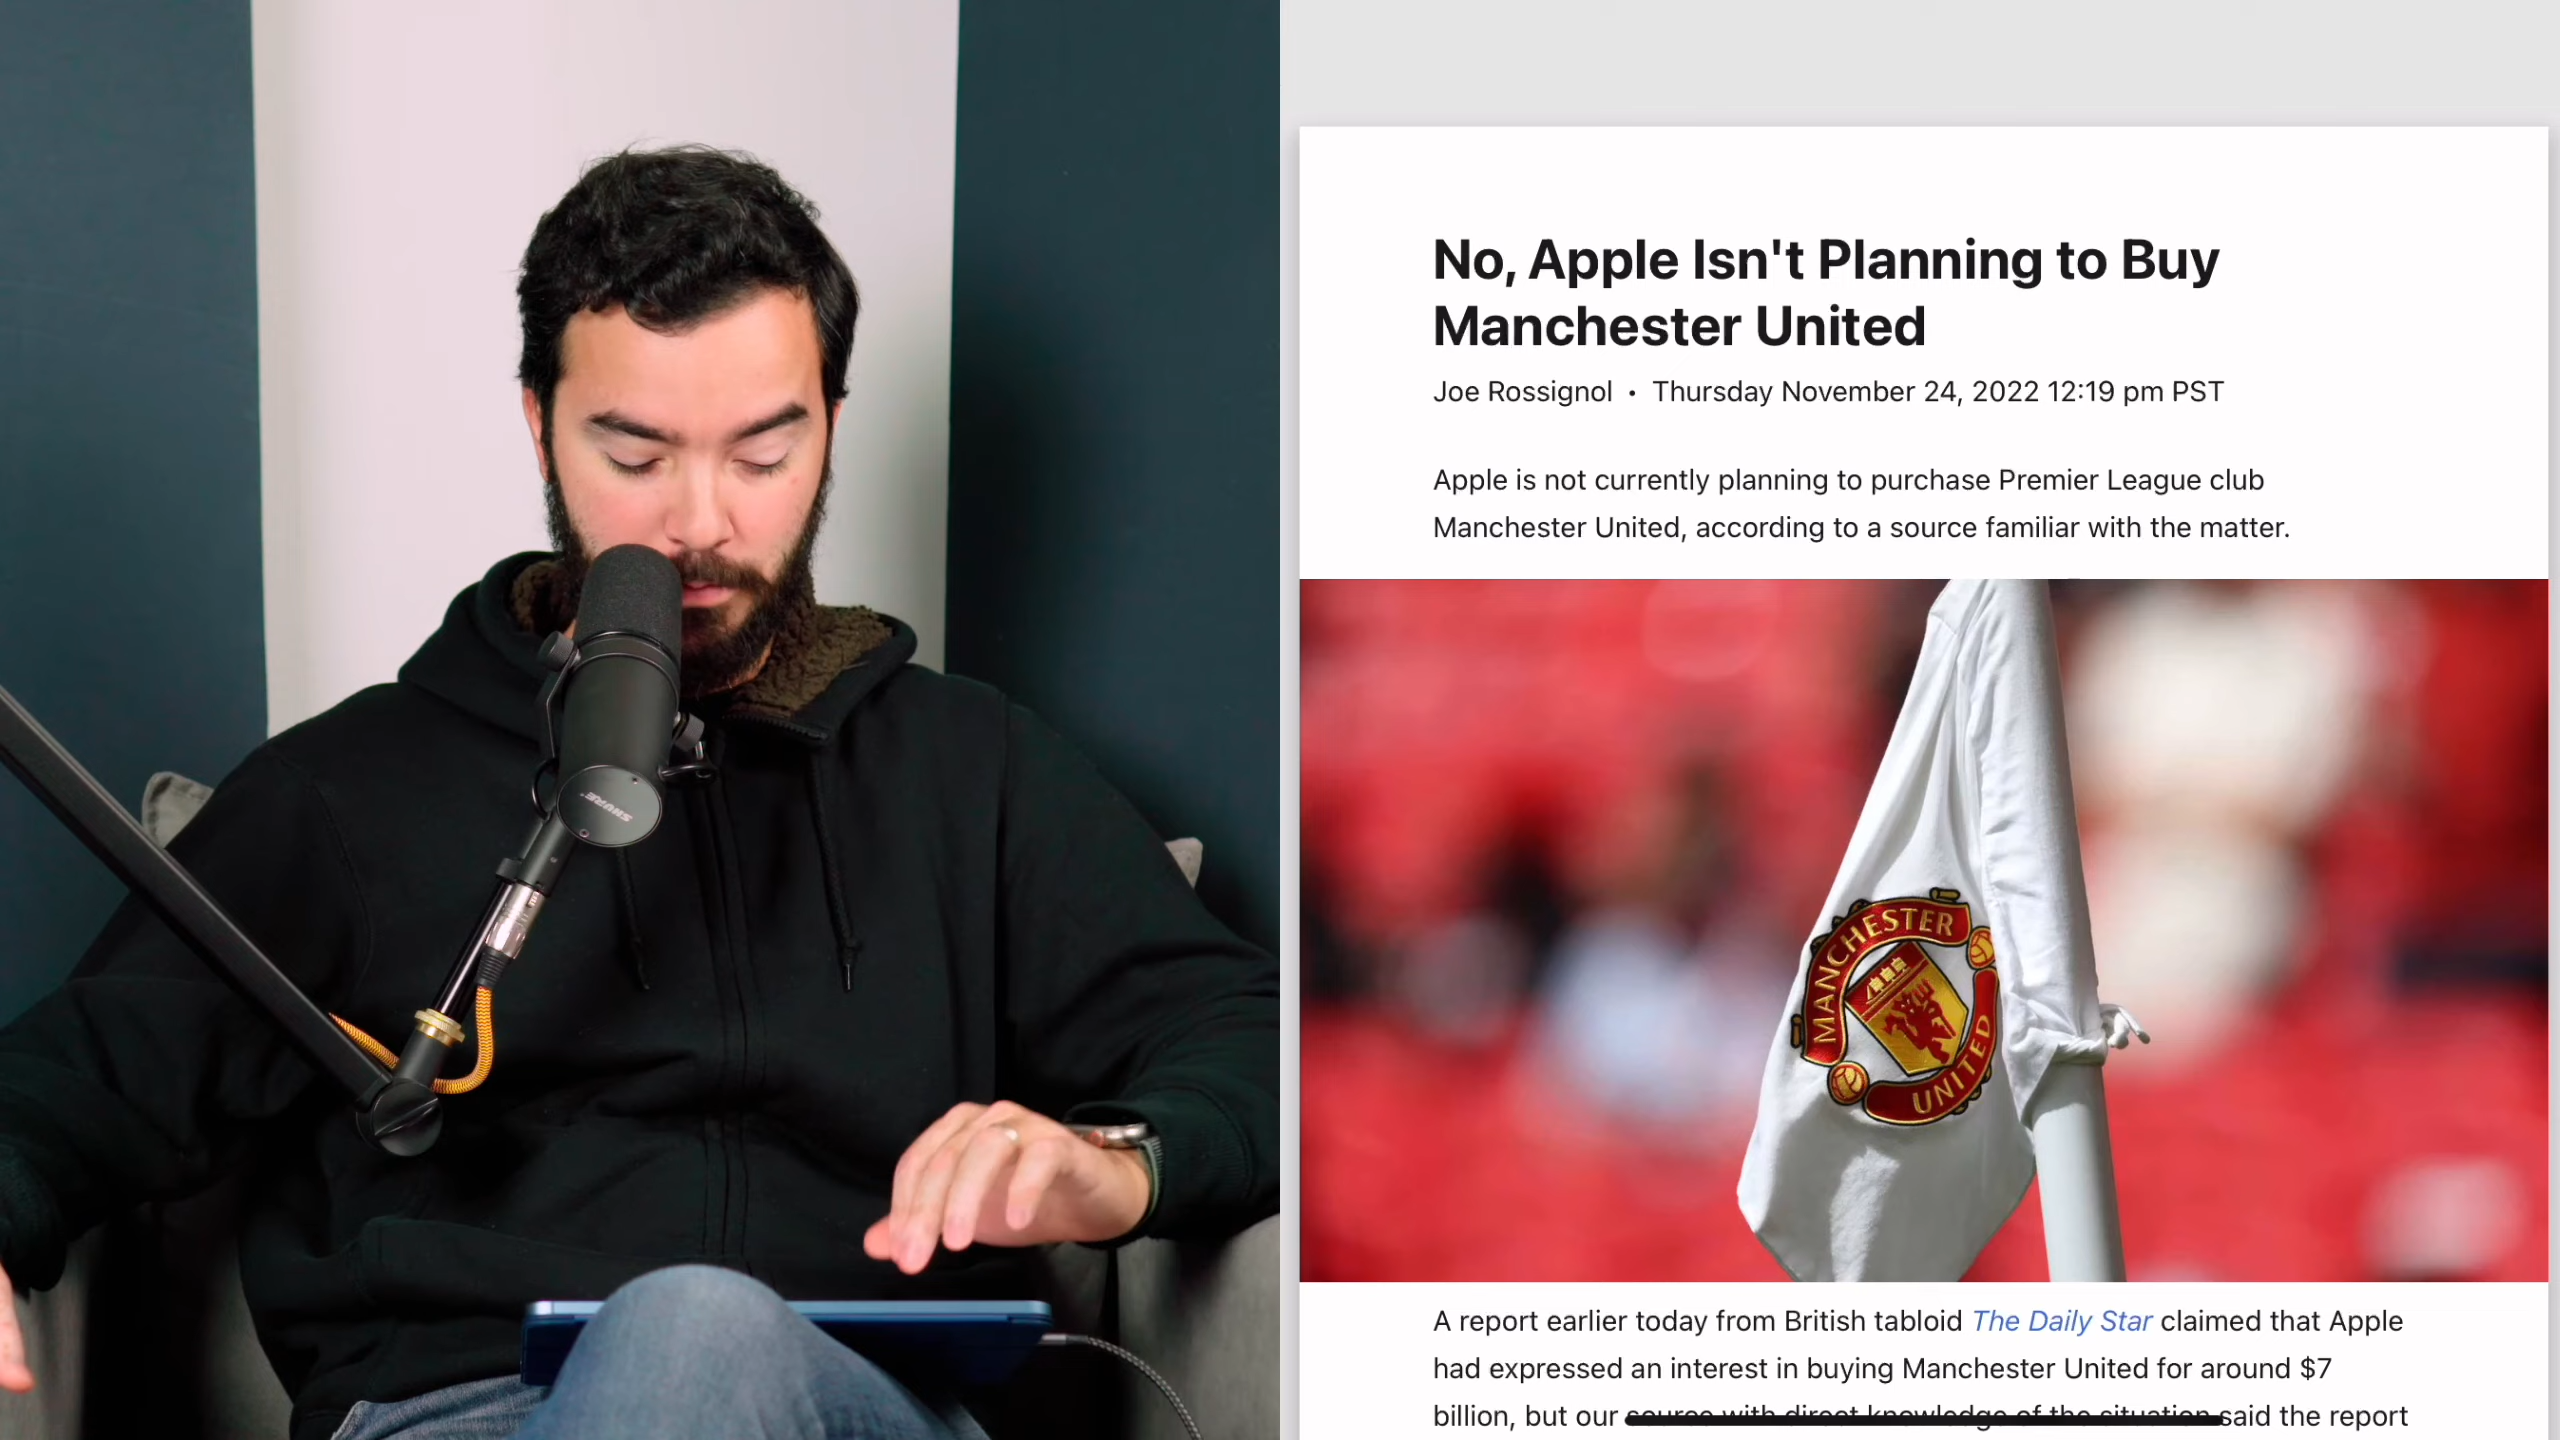 SHURE
No, Apple Isn't Planning to Buy
Manchester United
Joe Rossignol • Thursday November 24, 2022 12:19 pm PST
Apple is not currently planning to purchase Premier League club
Manchester United, according to a source familiar with the matter.
MANCHESTER
UNITED
A report earlier today from British tabloid The Daily Star claimed that Apple
had expressed an interest in buying Manchester United for around $7
billion, but our source with direct knowledge of the situation said the report